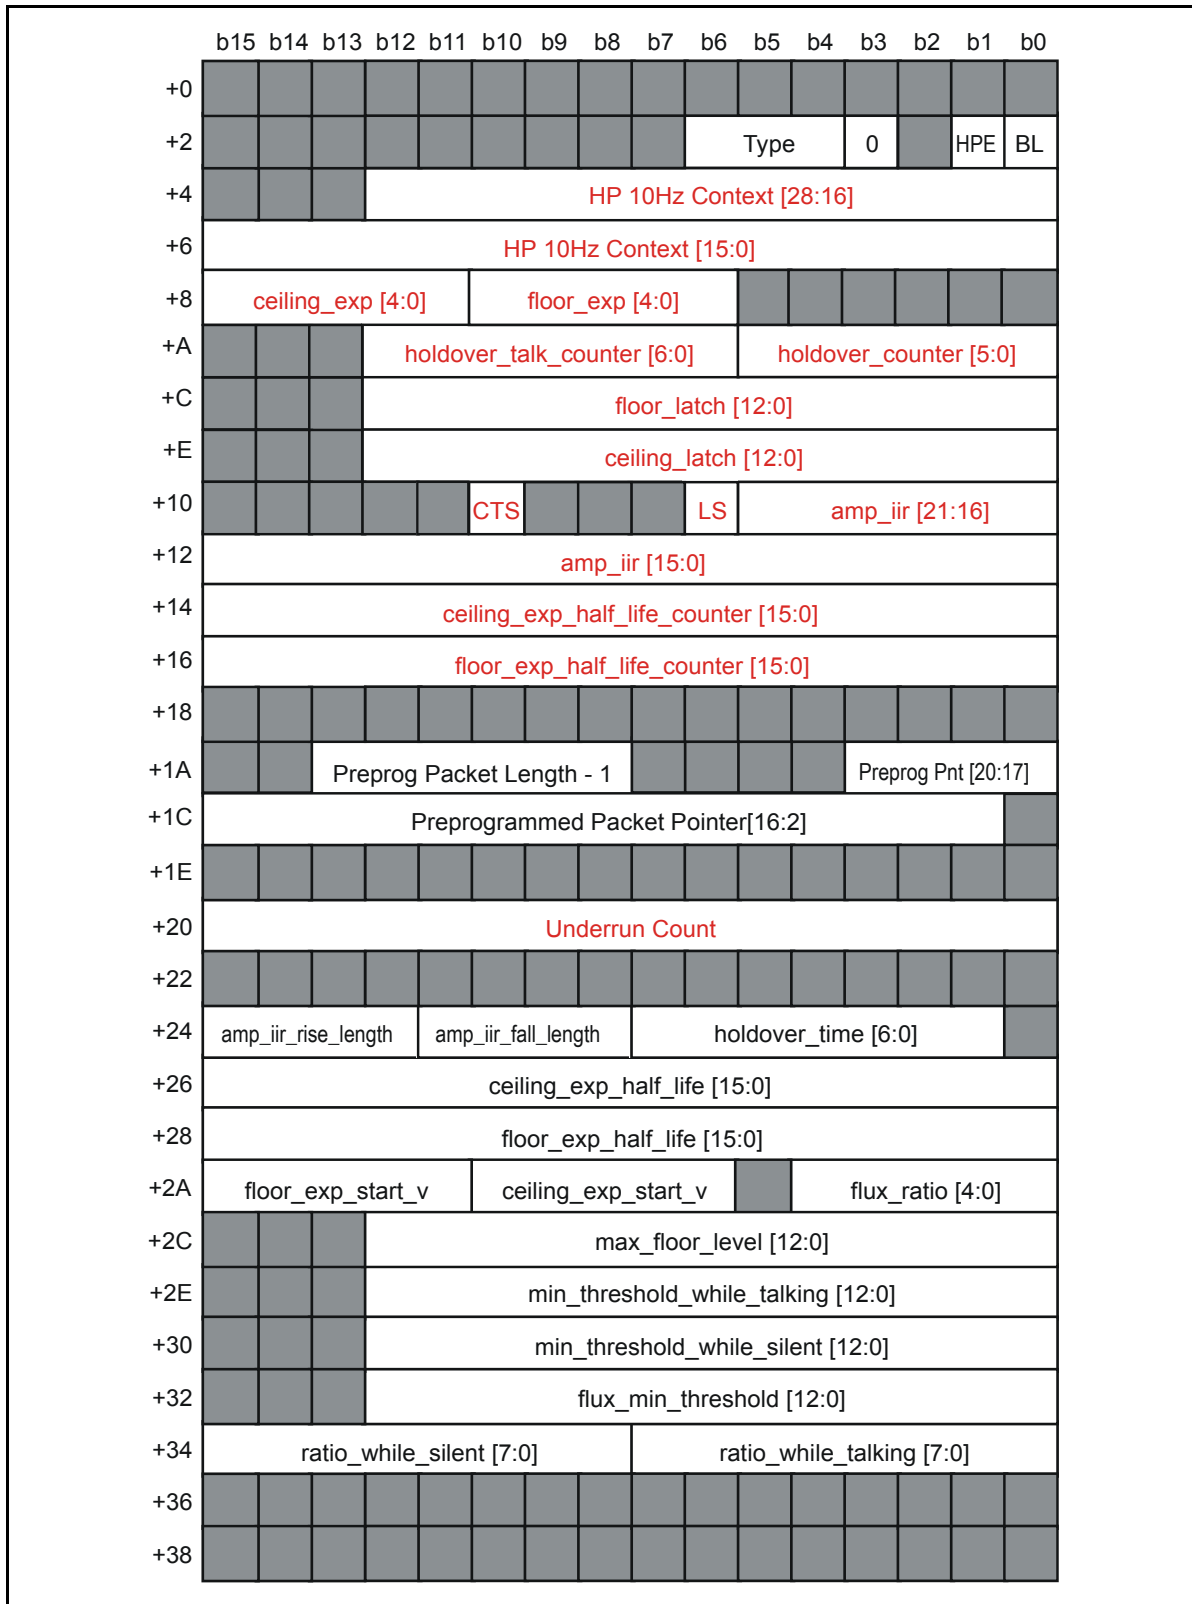 b15 b14 b13 b12 b11 b10 b9 b8 b7 b6 b5 b4 b3 b2 b1 b0
+0
+2 Type 0 HPE BL
+4 HP 10Hz Context [28:16]
+6 HP 10Hz Context [15:0]
+8 ceiling_exp [4:0] floor_exp [4:0]
+A holdover_talk_counter [6:0] holdover_counter [5:0]
+C floor_latch [12:0]
+E ceiling_latch [12:0]
+10 CTS LS amp_iir [21:16]
+12 amp_iir [15:0]
+14 ceiling_exp_half_life_counter [15:0]
+16 floor_exp_half_life_counter [15:0]
+18
+1A Preprog Packet Length - 1 Preprog Pnt [20:17]
+1C Preprogrammed Packet Pointer[16:2]
+1E
+20 Underrun Count
+22
+24 amp_iir_rise_length amp_iir_fall_length holdover_time [6:0]
+26 ceiling_exp_half_life [15:0]
+28 floor_exp_half_life [15:0]
+2A floor_exp_start_v ceiling_exp_start_v flux_ratio [4:0]
+2C max_floor_level [12:0]
+2E min_threshold_while_talking [12:0]
+30 min_threshold_while_silent [12:0]
+32 flux_min_threshold [12:0]
+34 ratio_while_silent [7:0] ratio_while_talking [7:0]
+36
+38